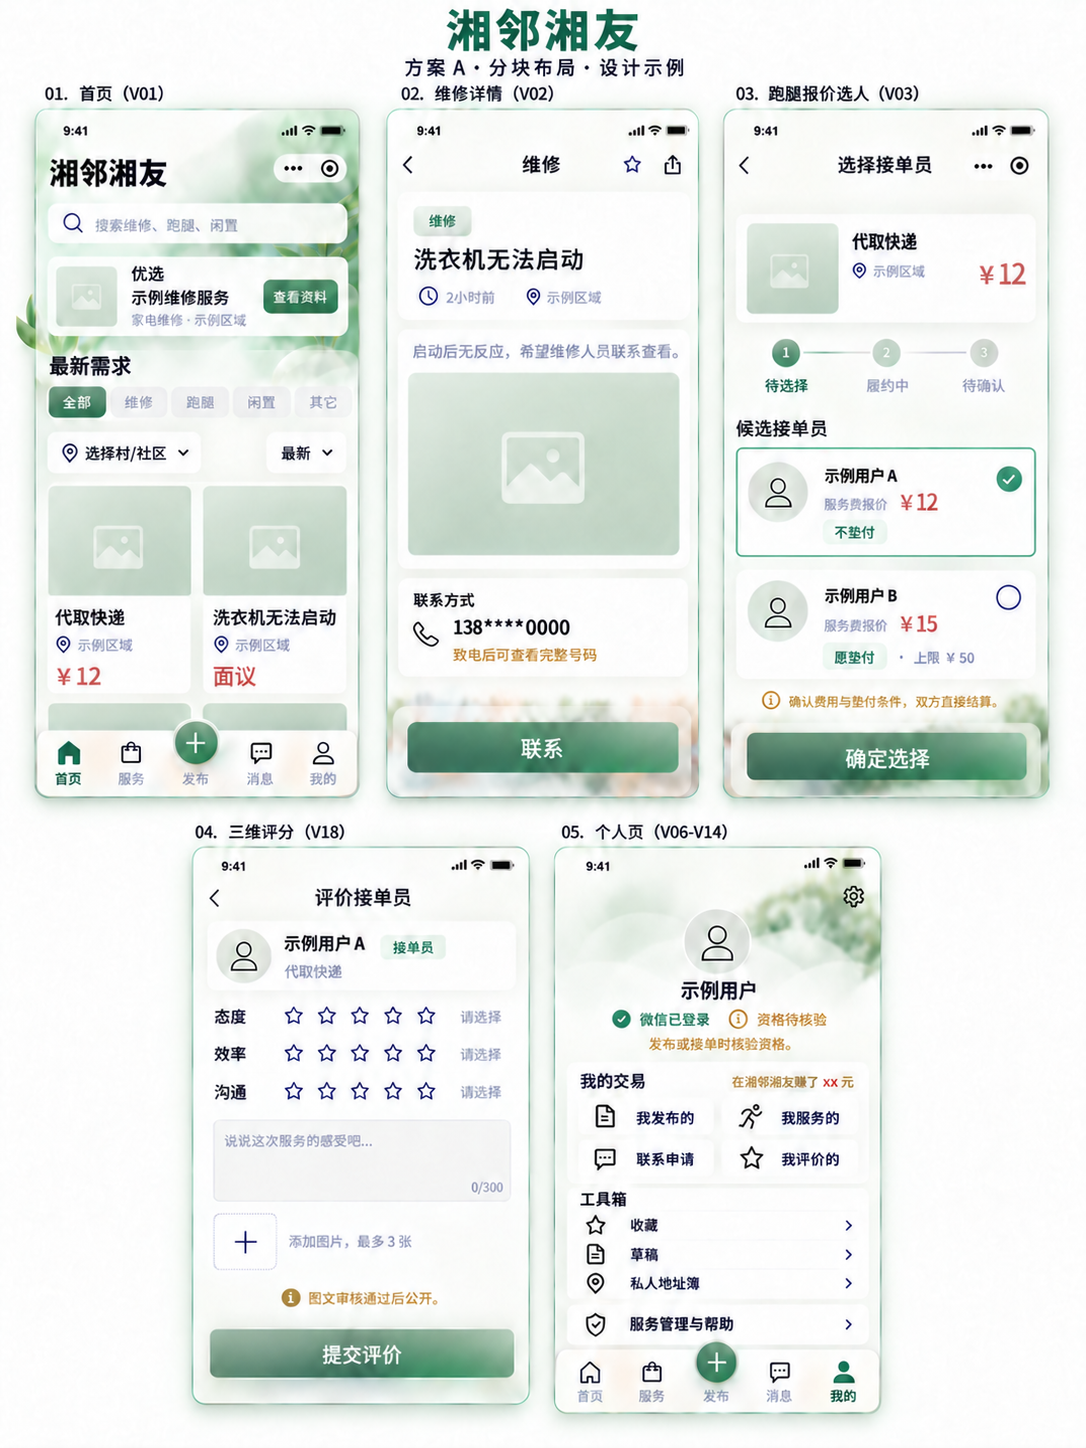 湘邻湘友
方案 A · 分块布局 · 设计示例
01. 首页（V01）
9:41
湘邻湘友
搜索维修、跑腿、闲置
优选
示例维修服务
家电维修 · 示例区域
查看资料
最新需求
全部 维修 跑腿 闲置 其它
选择村/社区
最新
代取快递
示例区域
¥12
洗衣机无法启动
示例区域
面议
首页 服务 发布 消息 我的
02. 维修详情（V02）
9:41
维修
维修
洗衣机无法启动
2小时前 示例区域
启动后无反应，希望维修人员联系查看。
联系方式
138****0000
致电后可查看完整号码
联系
03. 跑腿报价选人（V03）
9:41
选择接单员
代取快递
示例区域
¥12
1 2 3
待选择 履约中 待确认
候选接单员
示例用户A
服务费报价 ¥12
不垫付
示例用户B
服务费报价 ¥15
愿垫付 · 上限 ¥50
确认费用与垫付条件，双方直接结算。
确定选择
04. 三维评分（V18）
9:41
评价接单员
示例用户A 接单员
代取快递
态度 请选择
效率 请选择
沟通 请选择
说说这次服务的感受吧...
0/300
添加图片，最多3张
图文审核通过后公开。
提交评价
05. 个人页（V06-V14）
9:41
示例用户
微信已登录 资格待核验
发布或接单时核验资格。
我的交易 在湘邻湘友赚了 xx 元
我发布的 我服务的
联系申请 我评价的
工具箱
收藏
草稿
私人地址簿
服务管理与帮助
首页 服务 发布 消息 我的